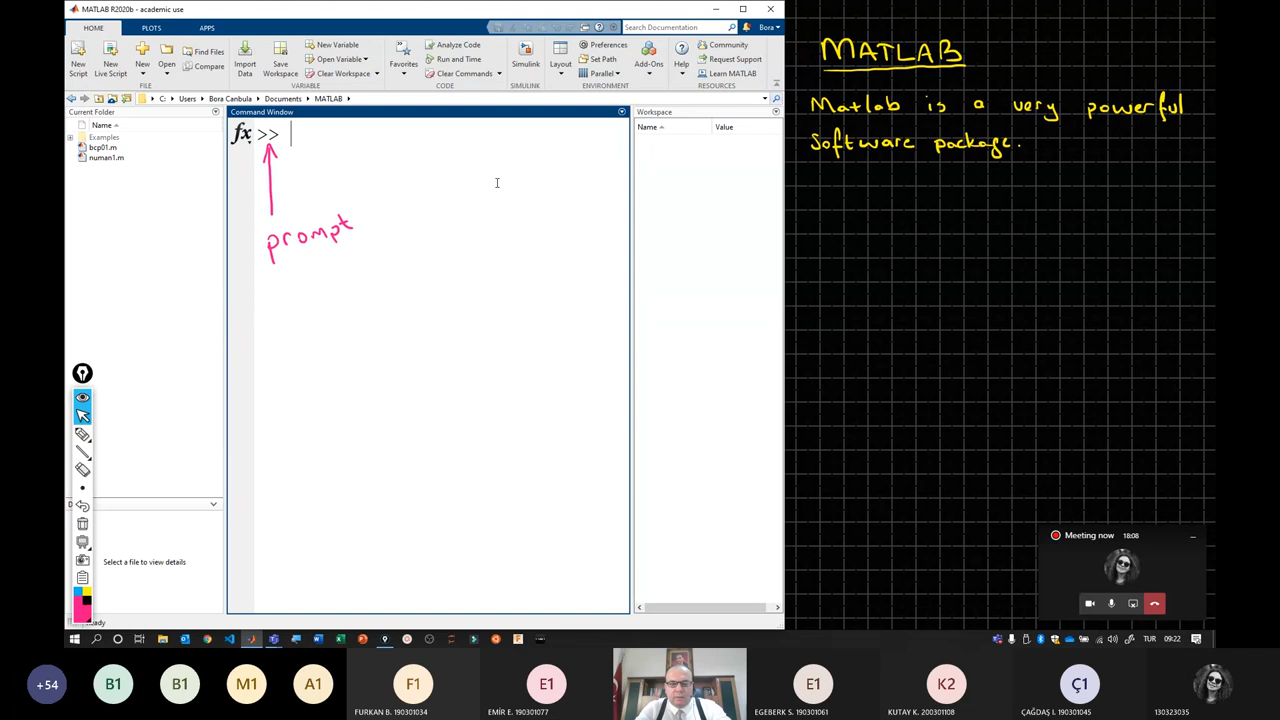 MATLAB R2020b - academic use
HOME PLOTS APPS
Search Documentation
Bora
New Script
New Live Script
New
Open
Find Files
Compare
FILE
Import Data
Save Workspace
New Variable
Open Variable
Clear Workspace
VARIABLE
Favorites
Analyze Code
Run and Time
Clear Commands
CODE
Simulink
SIMULINK
Layout
Preferences
Set Path
Parallel
Add-Ons
ENVIRONMENT
Help
Community
Request Support
Learn MATLAB
RESOURCES
C: Users Bora Canbula Documents MATLAB
Current Folder
Name
Examples
bcp01.m
numan1.m
Select a file to view details
Command Window
fx >>
prompt
Workspace
Name Value
MATLAB
Matlab is a very powerful
Software package.
Meeting now 18:08
TUR 09:22
+54
B1
B1
M1
A1
F1
FURKAN B. 190301034
E1
EMİR E. 190301077
E1
EGEBERK S. 190301061
K2
KUTAY K. 200301108
Ç1
ÇAĞDAŞ I. 190301045
130323035